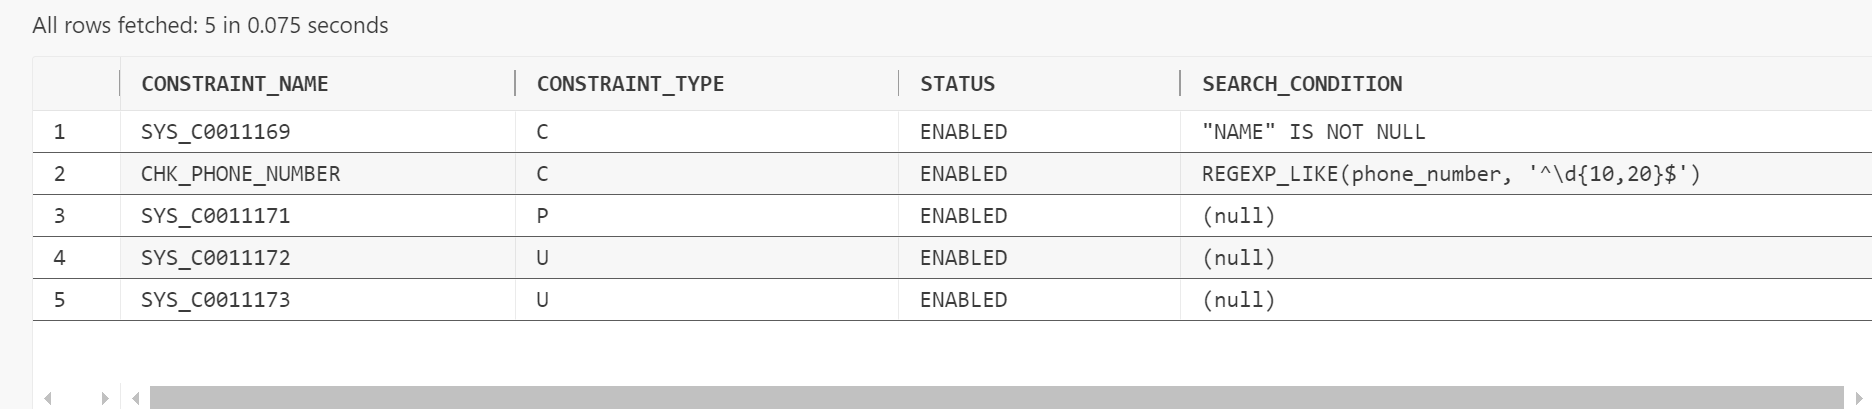 All rows fetched: 5 in 0.075 seconds
CONSTRAINT_NAME CONSTRAINT_TYPE STATUS SEARCH_CONDITION
1 SYS_C0011169 C ENABLED "NAME" IS NOT NULL
2 CHK_PHONE_NUMBER C ENABLED REGEXP_LIKE(phone_number, '^\d{10,20}$')
3 SYS_C0011171 P ENABLED (null)
4 SYS_C0011172 U ENABLED (null)
5 SYS_C0011173 U ENABLED (null)